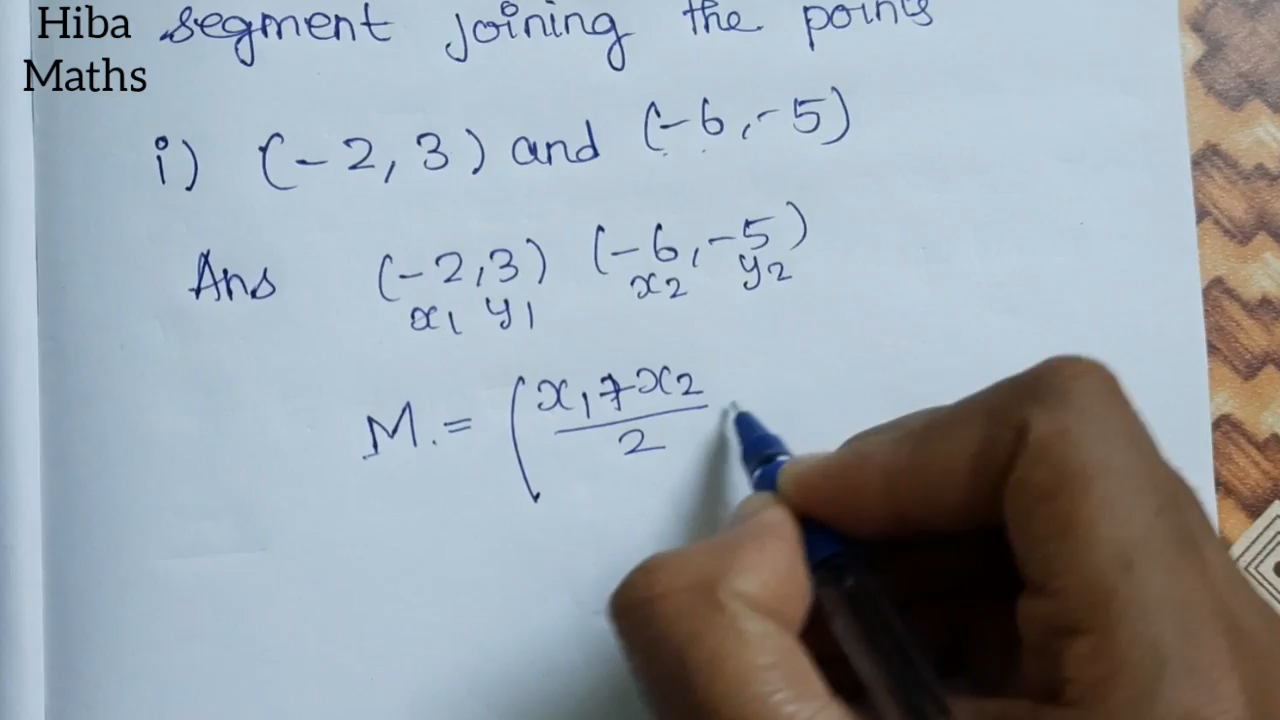 Hiba
Maths
segment joining the points
i) (-2, 3) and (-6, -5)
Ans (-2, 3) (-6, -5)
x1 y1 x2 y2
M. = ( x1 + x2
2